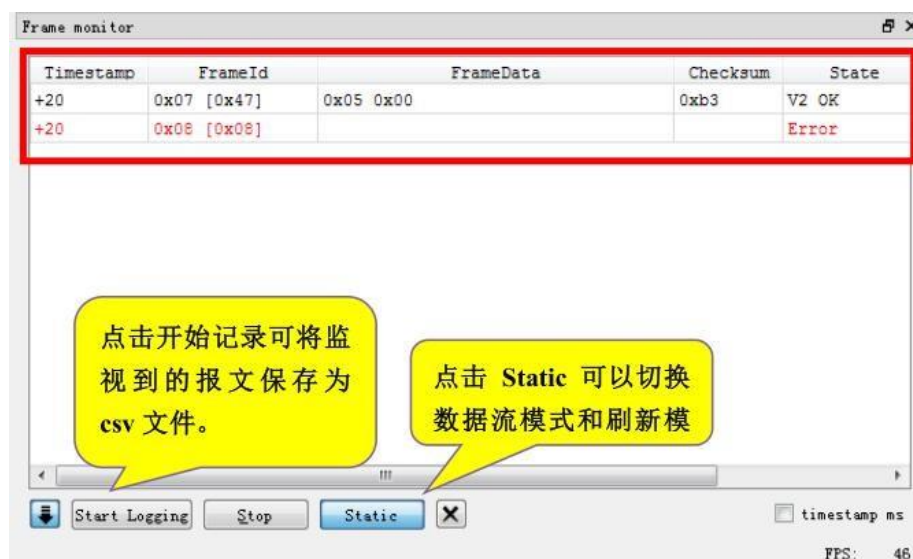 Frame monitor
Timestamp FrameId FrameData Checksum State
+20 0x07 [0x47] 0x05 0x00 0xb3 V2 OK
+20 0x08 [0x08] Error
点击开始记录可将监
视到的报文保存为
csv 文件。
点击 Static 可以切换
数据流模式和刷新模
Start Logging Stop Static timestamp ms
FPS: 46